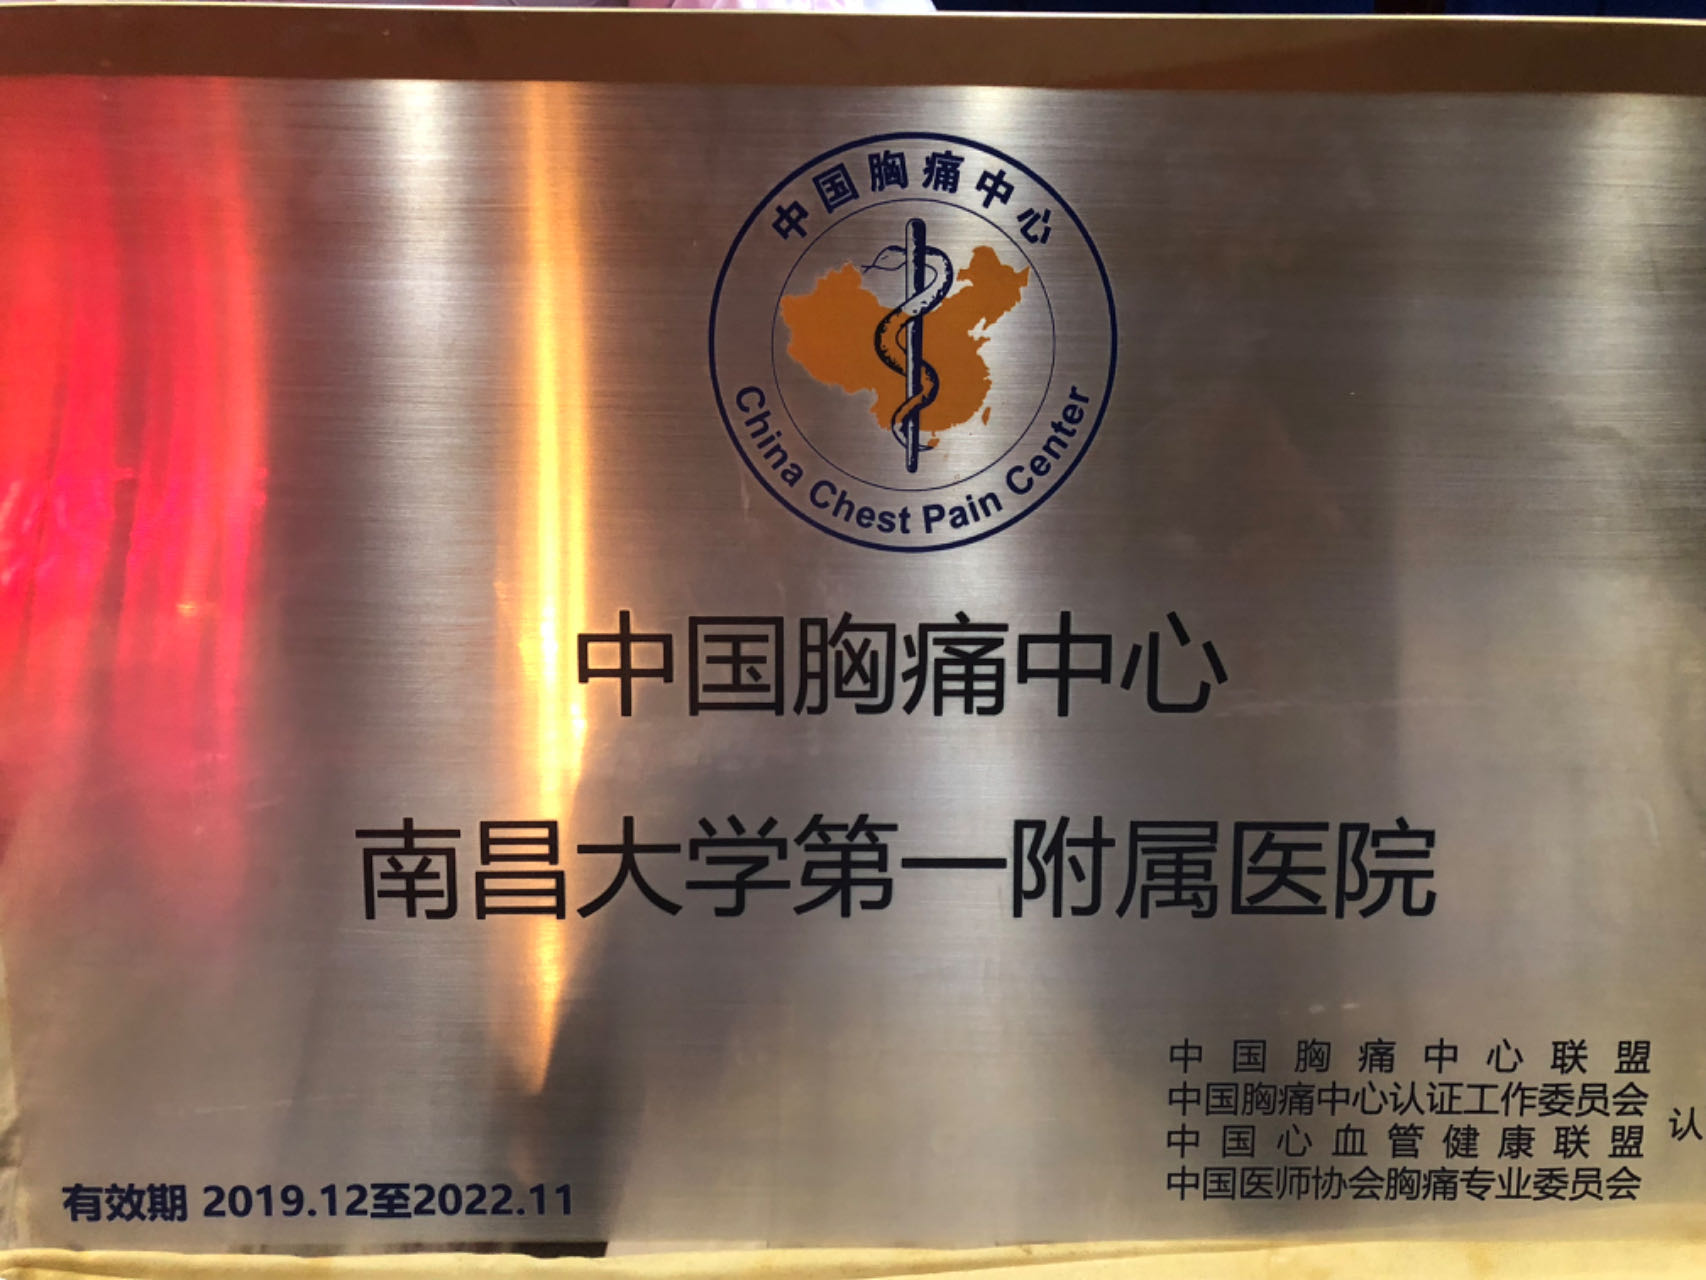 中国胸痛中心
China Chest Pain Center
中国胸痛中心
南昌大学第一附属医院
中国胸痛中心联盟
中国胸痛中心认证工作委员会
中国心血管健康联盟
中国医师协会胸痛专业委员会
认
有效期 2019.12至2022.11